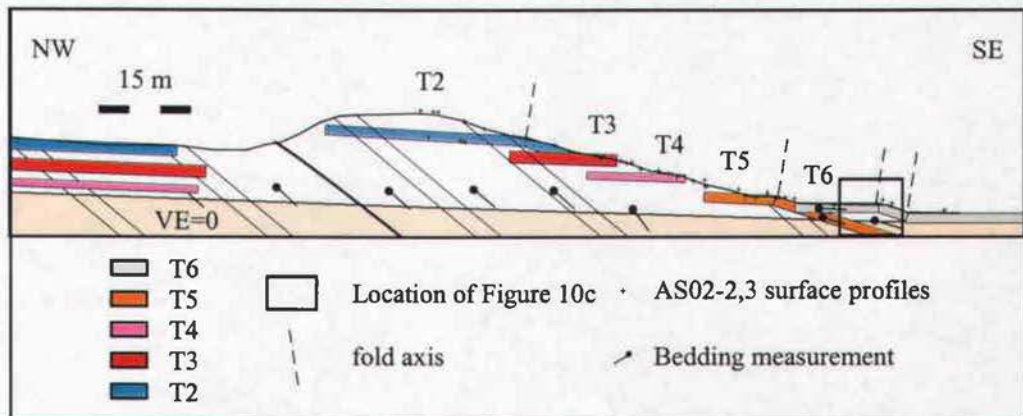 NW
SE
15 m
T2
T3
T4
T5
T6
VE=0
T6
T5
T4
T3
T2
Location of Figure 10c
AS02-2,3 surface profiles
fold axis
Bedding measurement